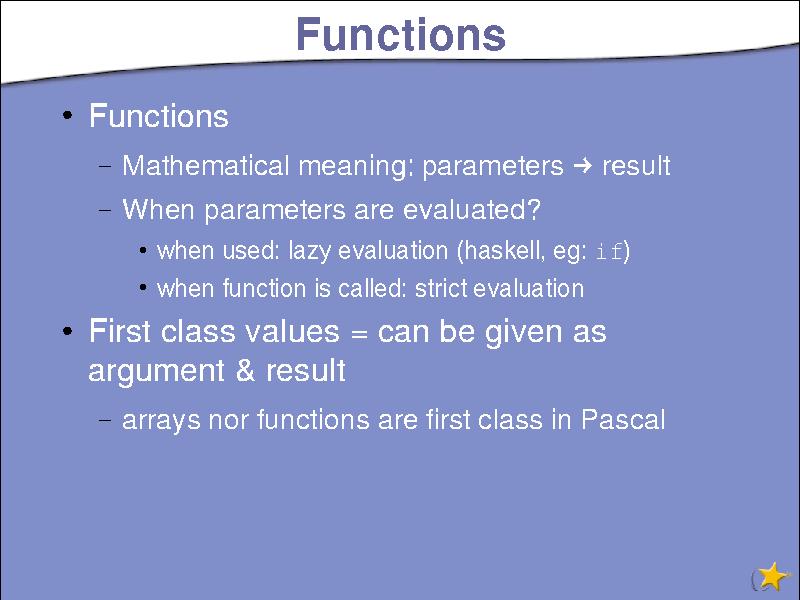 Functions
• Functions
– Mathematical meaning: parameters → result
– When parameters are evaluated?
• when used: lazy evaluation (haskell, eg: if)
• when function is called: strict evaluation
• First class values = can be given as
argument & result
– arrays nor functions are first class in Pascal